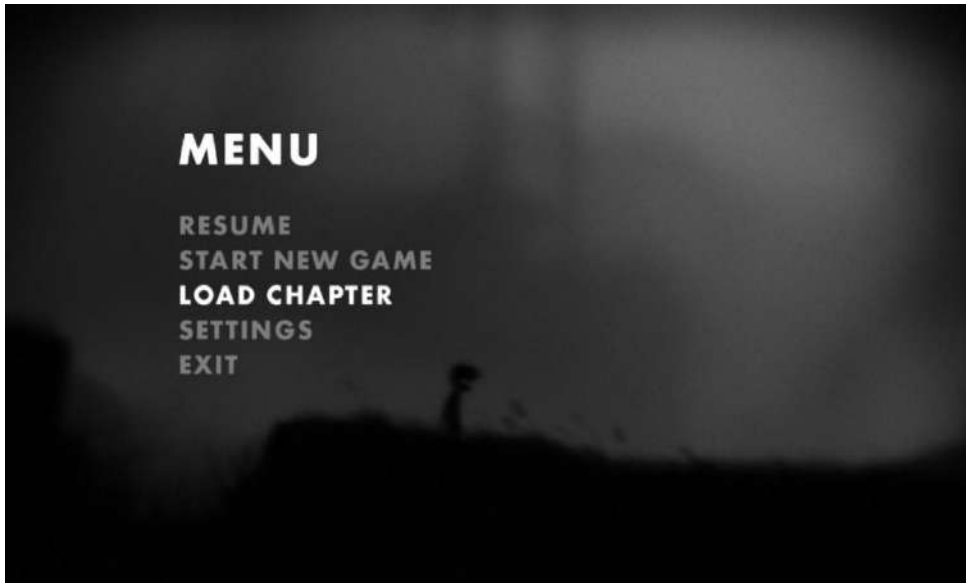 MENU
RESUME
START NEW GAME
LOAD CHAPTER
SETTINGS
EXIT